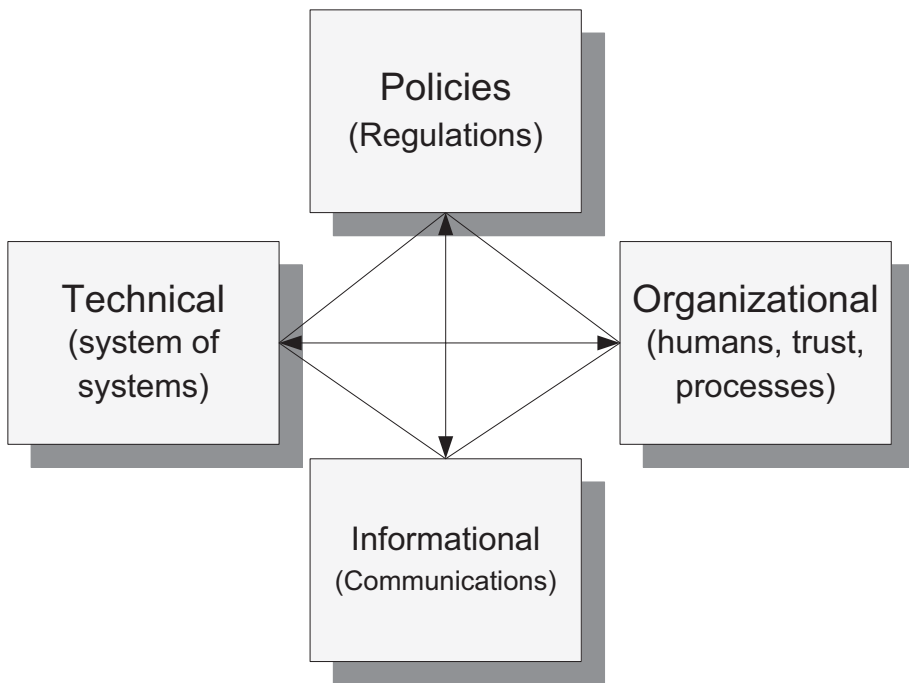 Policies
(Regulations)
Technical
(system of
systems)
Organizational
(humans, trust,
processes)
Informational
(Communications)